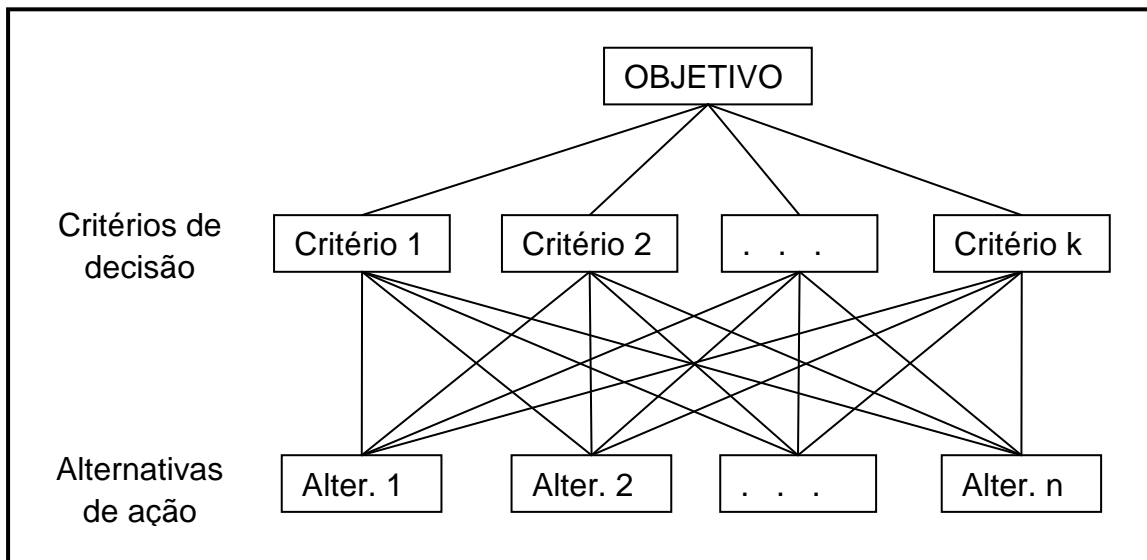 OBJETIVO
Critérios de
decisão
Critério 1
Critério 2
. . .
Critério k
Alternativas
de ação
Alter. 1
Alter. 2
. . .
Alter. n